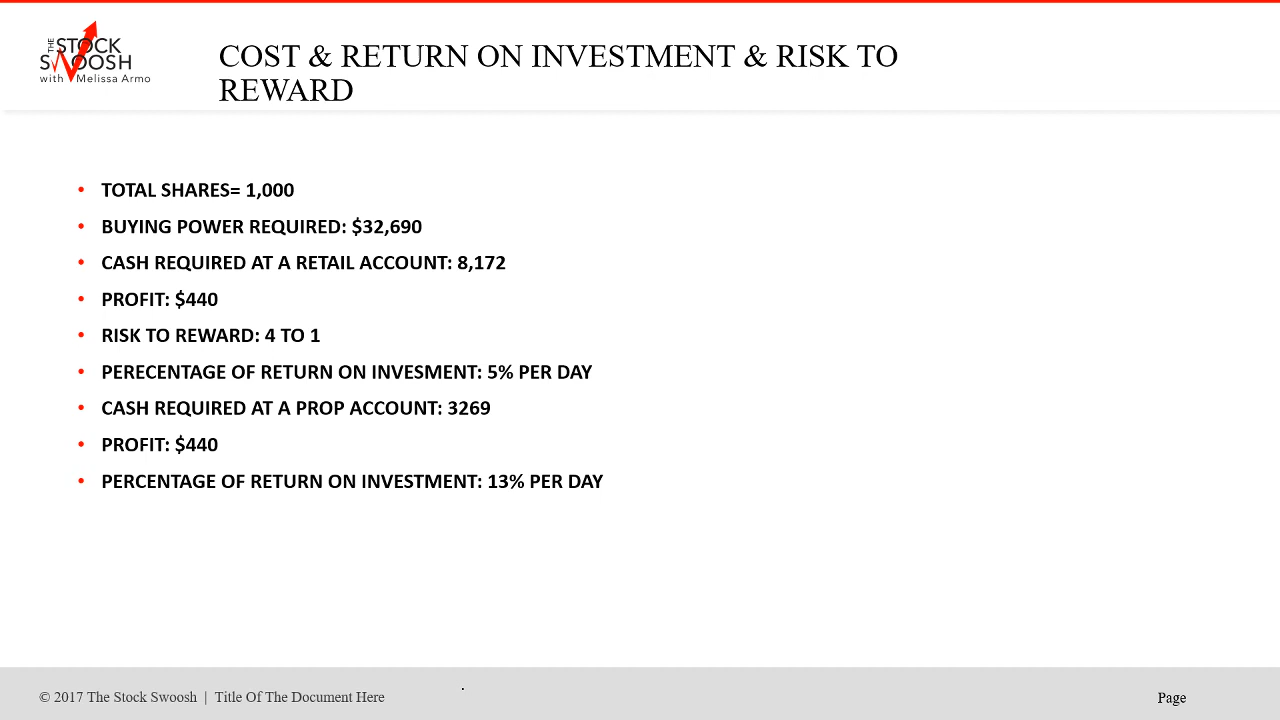 THE
STOCK
SWOOSH
with Melissa Armo
COST & RETURN ON INVESTMENT & RISK TO
REWARD
• TOTAL SHARES= 1,000
• BUYING POWER REQUIRED: $32,690
• CASH REQUIRED AT A RETAIL ACCOUNT: 8,172
• PROFIT: $440
• RISK TO REWARD: 4 TO 1
• PERECENTAGE OF RETURN ON INVESMENT: 5% PER DAY
• CASH REQUIRED AT A PROP ACCOUNT: 3269
• PROFIT: $440
• PERCENTAGE OF RETURN ON INVESTMENT: 13% PER DAY
© 2017 The Stock Swoosh | Title Of The Document Here
.
Page